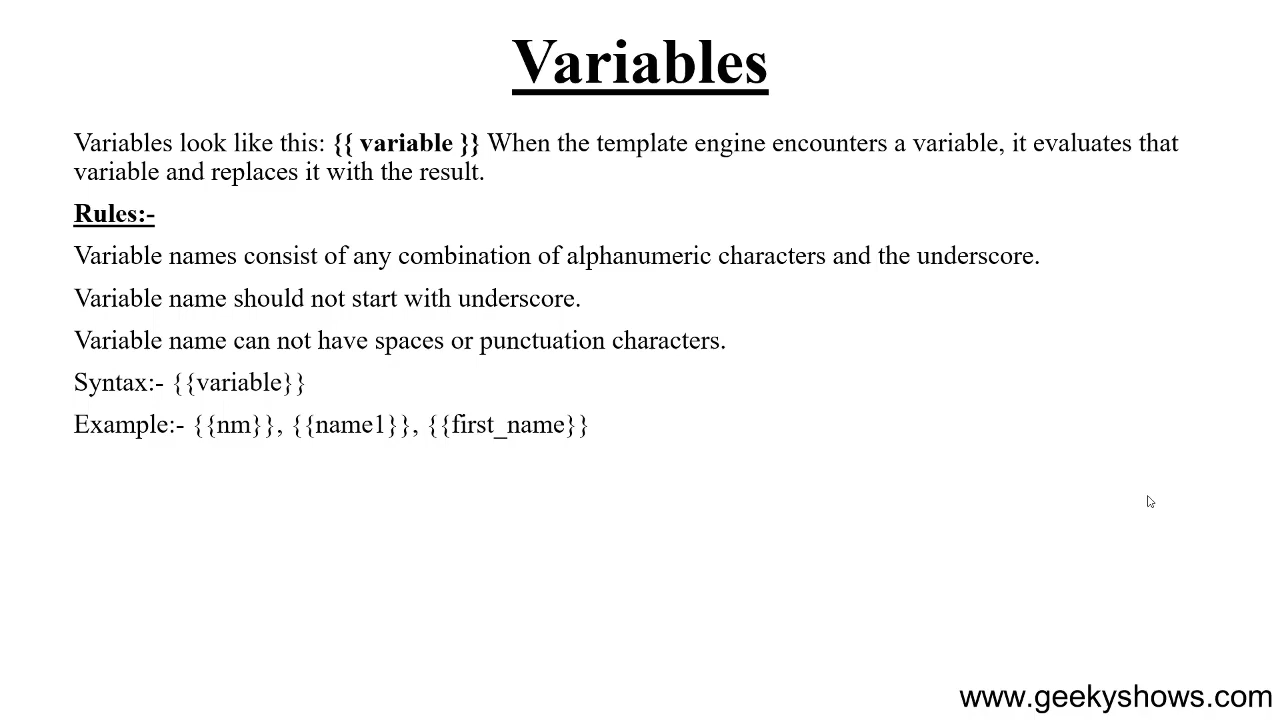 Variables
Variables look like this: {{ variable }} When the template engine encounters a variable, it evaluates that
variable and replaces it with the result.
Rules:-
Variable names consist of any combination of alphanumeric characters and the underscore.
Variable name should not start with underscore.
Variable name can not have spaces or punctuation characters.
Syntax:- {{variable}}
Example:- {{nm}}, {{name1}}, {{first_name}}
www.geekyshows.com